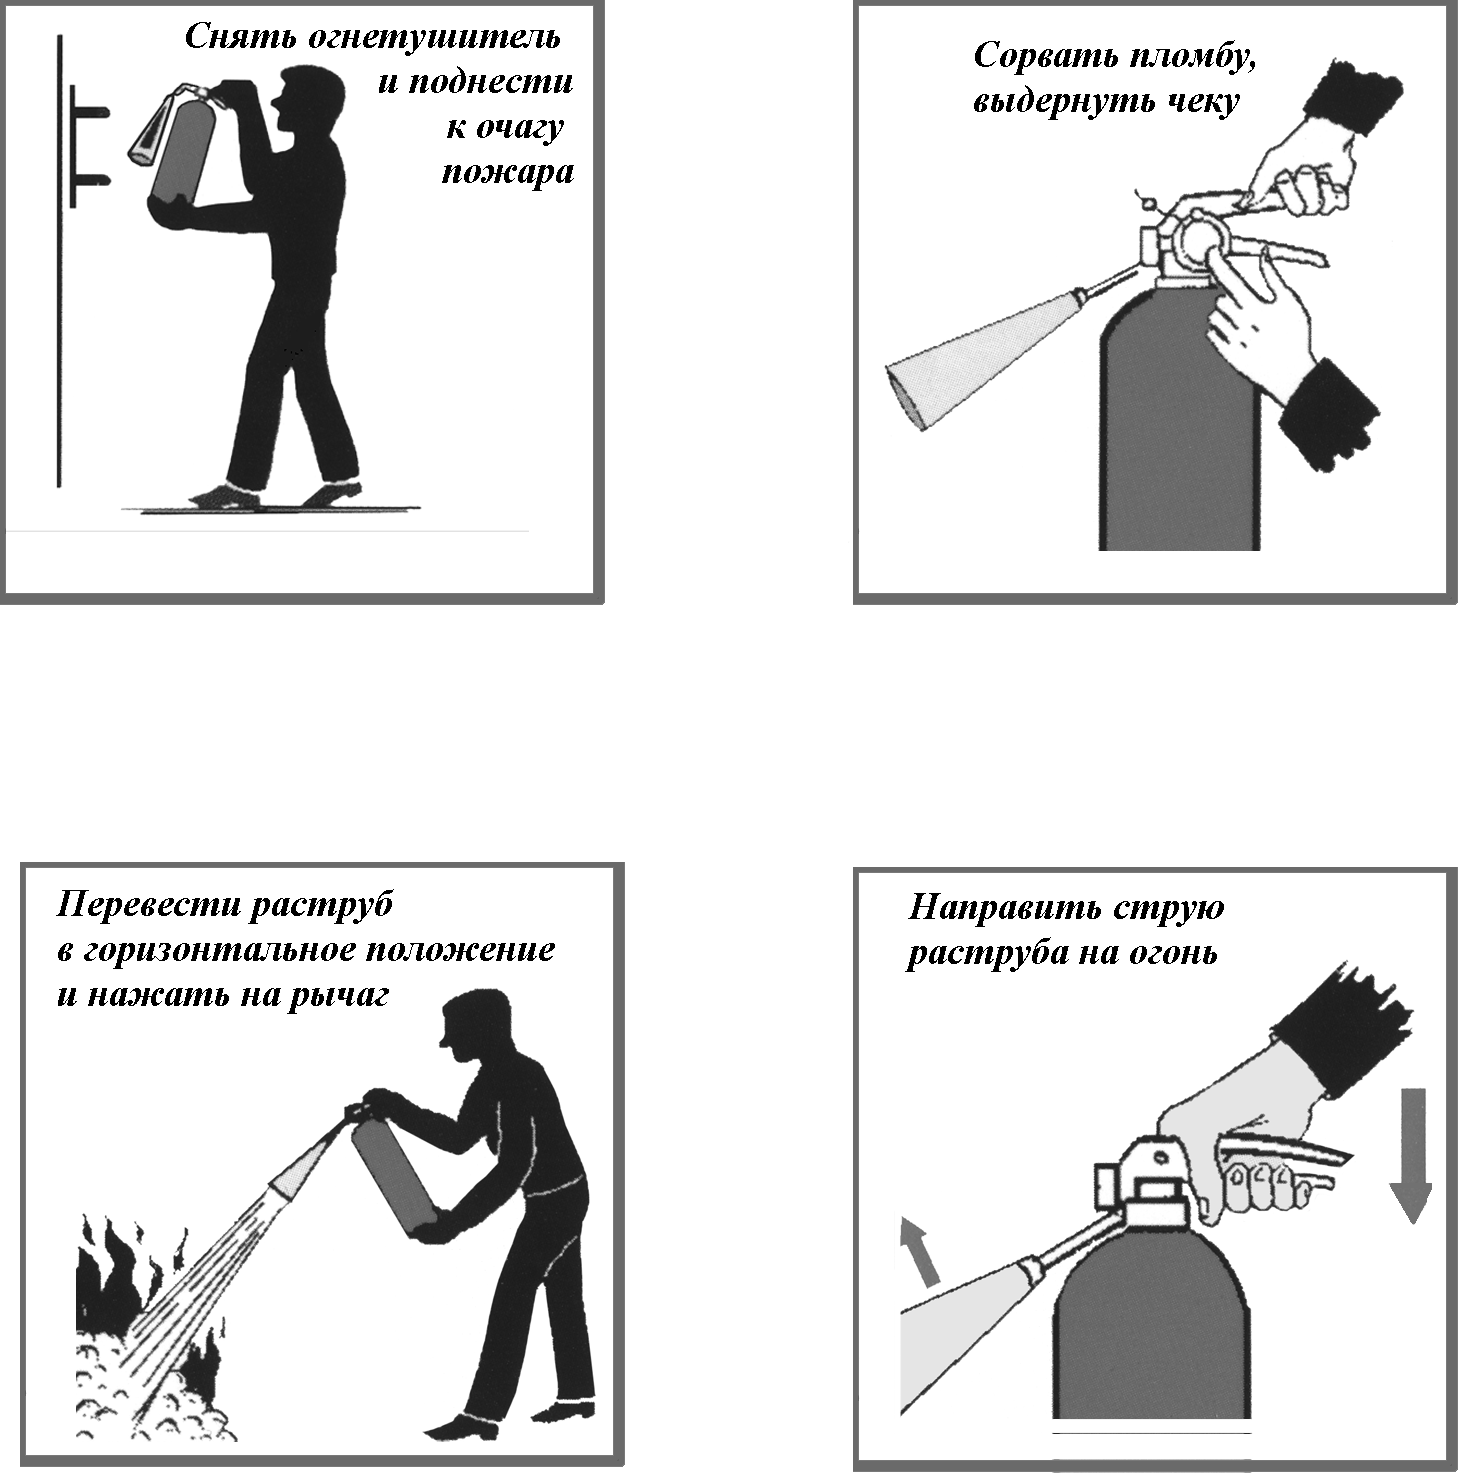 Снять огнетушитель
и поднести
к очагу
пожара
Сорвать пломбу,
выдернуть чеку
Перевести раструб
в горизонтальное положение
и нажать на рычаг
Направить струю
раструба на огонь